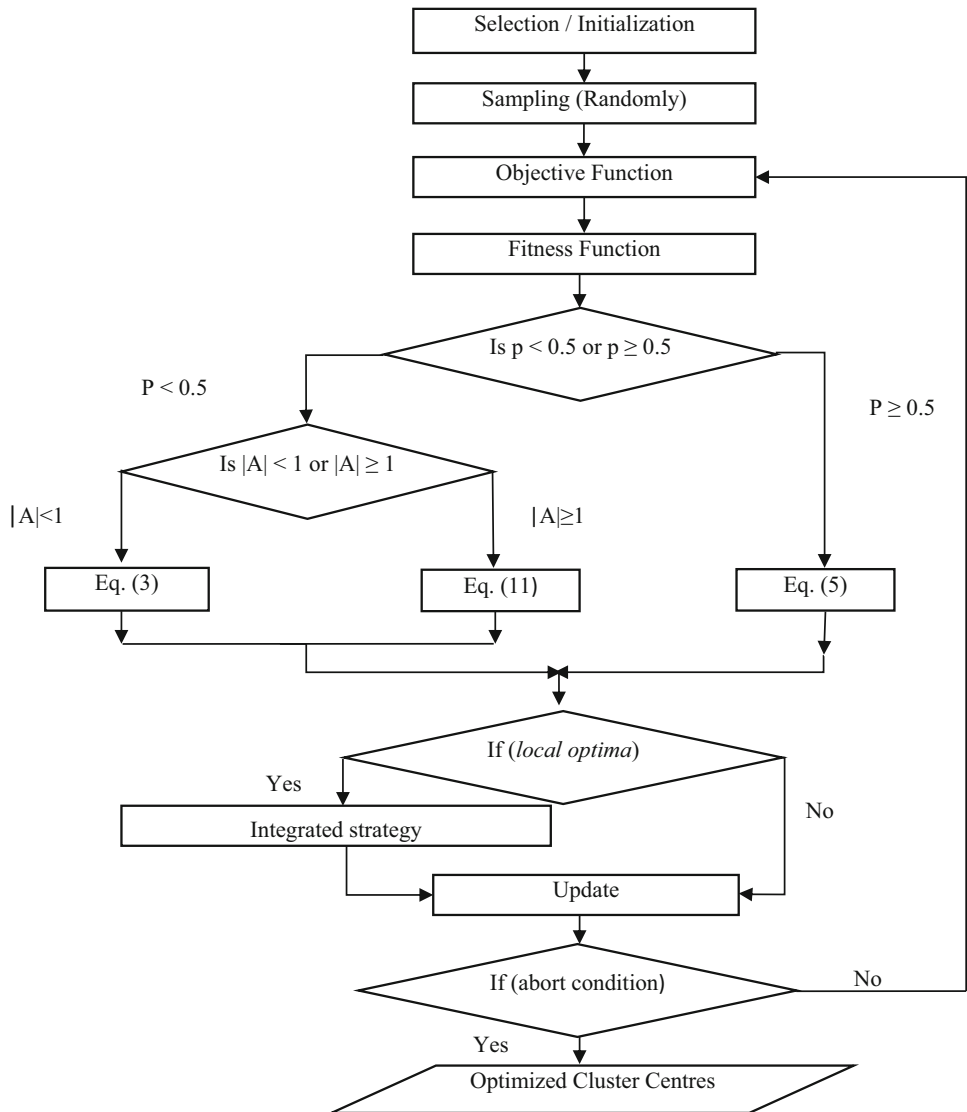 Selection / Initialization
Sampling (Randomly)
Objective Function
Fitness Function
Is p < 0.5 or p ≥ 0.5
P < 0.5
P ≥ 0.5
Is |A| < 1 or |A| ≥ 1
|A|<1
|A|≥1
Eq. (3)
Eq. (11)
Eq. (5)
If (local optima)
Yes
No
Integrated strategy
Update
If (abort condition)
No
Yes
Optimized Cluster Centres